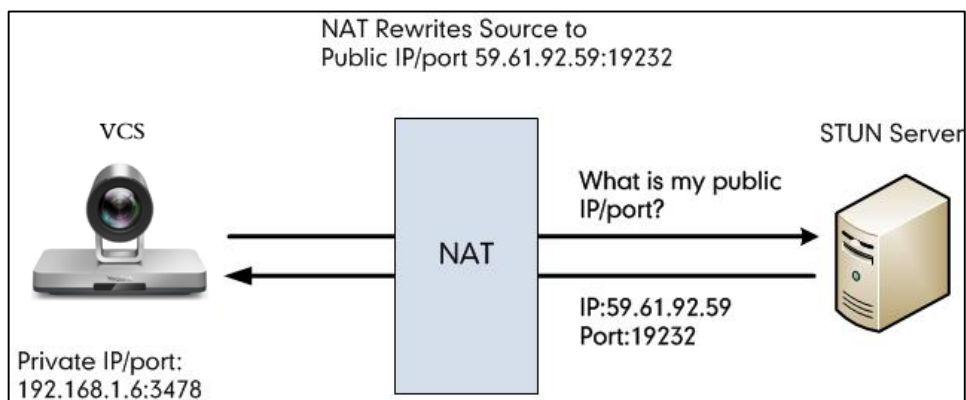 NAT Rewrites Source to
Public IP/port 59.61.92.59:19232
VCS
STUN Server
What is my public
IP/port?
NAT
IP:59.61.92.59
Port:19232
Private IP/port:
192.168.1.6:3478